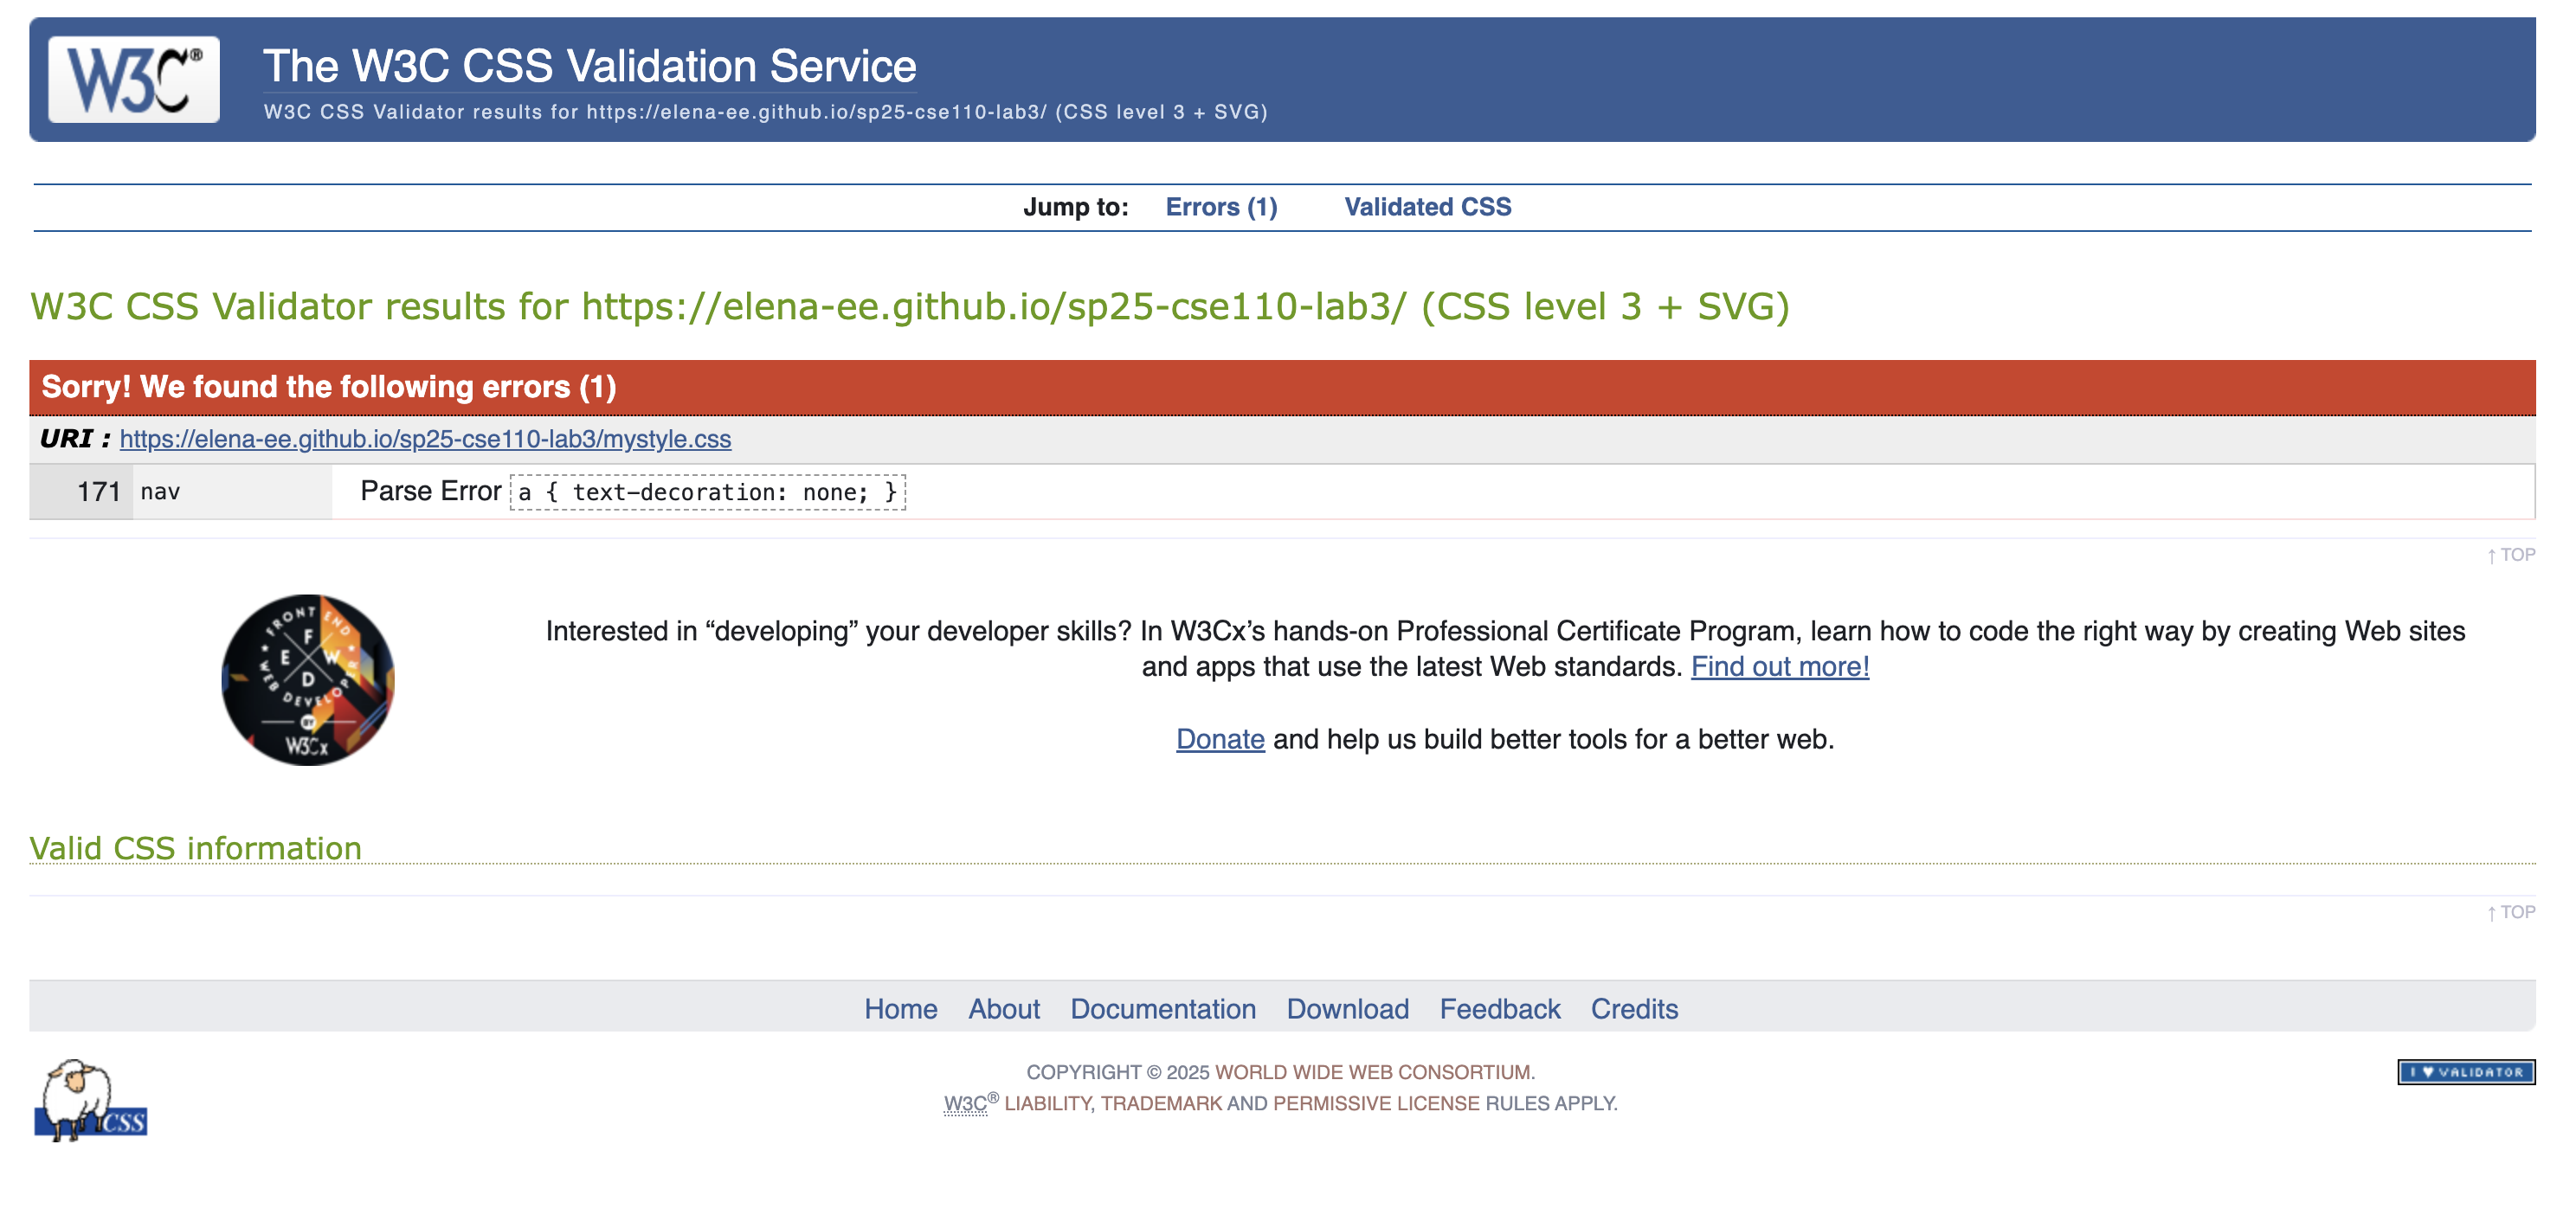 W3C®
The W3C CSS Validation Service
W3C CSS Validator results for https://elena-ee.github.io/sp25-cse110-lab3/ (CSS level 3 + SVG)
Jump to: Errors (1) Validated CSS
W3C CSS Validator results for https://elena-ee.github.io/sp25-cse110-lab3/ (CSS level 3 + SVG)
Sorry! We found the following errors (1)
URI : https://elena-ee.github.io/sp25-cse110-lab3/mystyle.css
171 nav Parse Error a { text-decoration: none; }
↑ TOP
FRONT END
WEB DEVELOPER
F
E W
D
BY
W3Cx
Interested in “developing” your developer skills? In W3Cx’s hands-on Professional Certificate Program, learn how to code the right way by creating Web sites
and apps that use the latest Web standards. Find out more!
Donate and help us build better tools for a better web.
Valid CSS information
↑ TOP
Home About Documentation Download Feedback Credits
CSS
COPYRIGHT © 2025 WORLD WIDE WEB CONSORTIUM.
W3C® LIABILITY, TRADEMARK AND PERMISSIVE LICENSE RULES APPLY.
I ♥ VALIDATOR